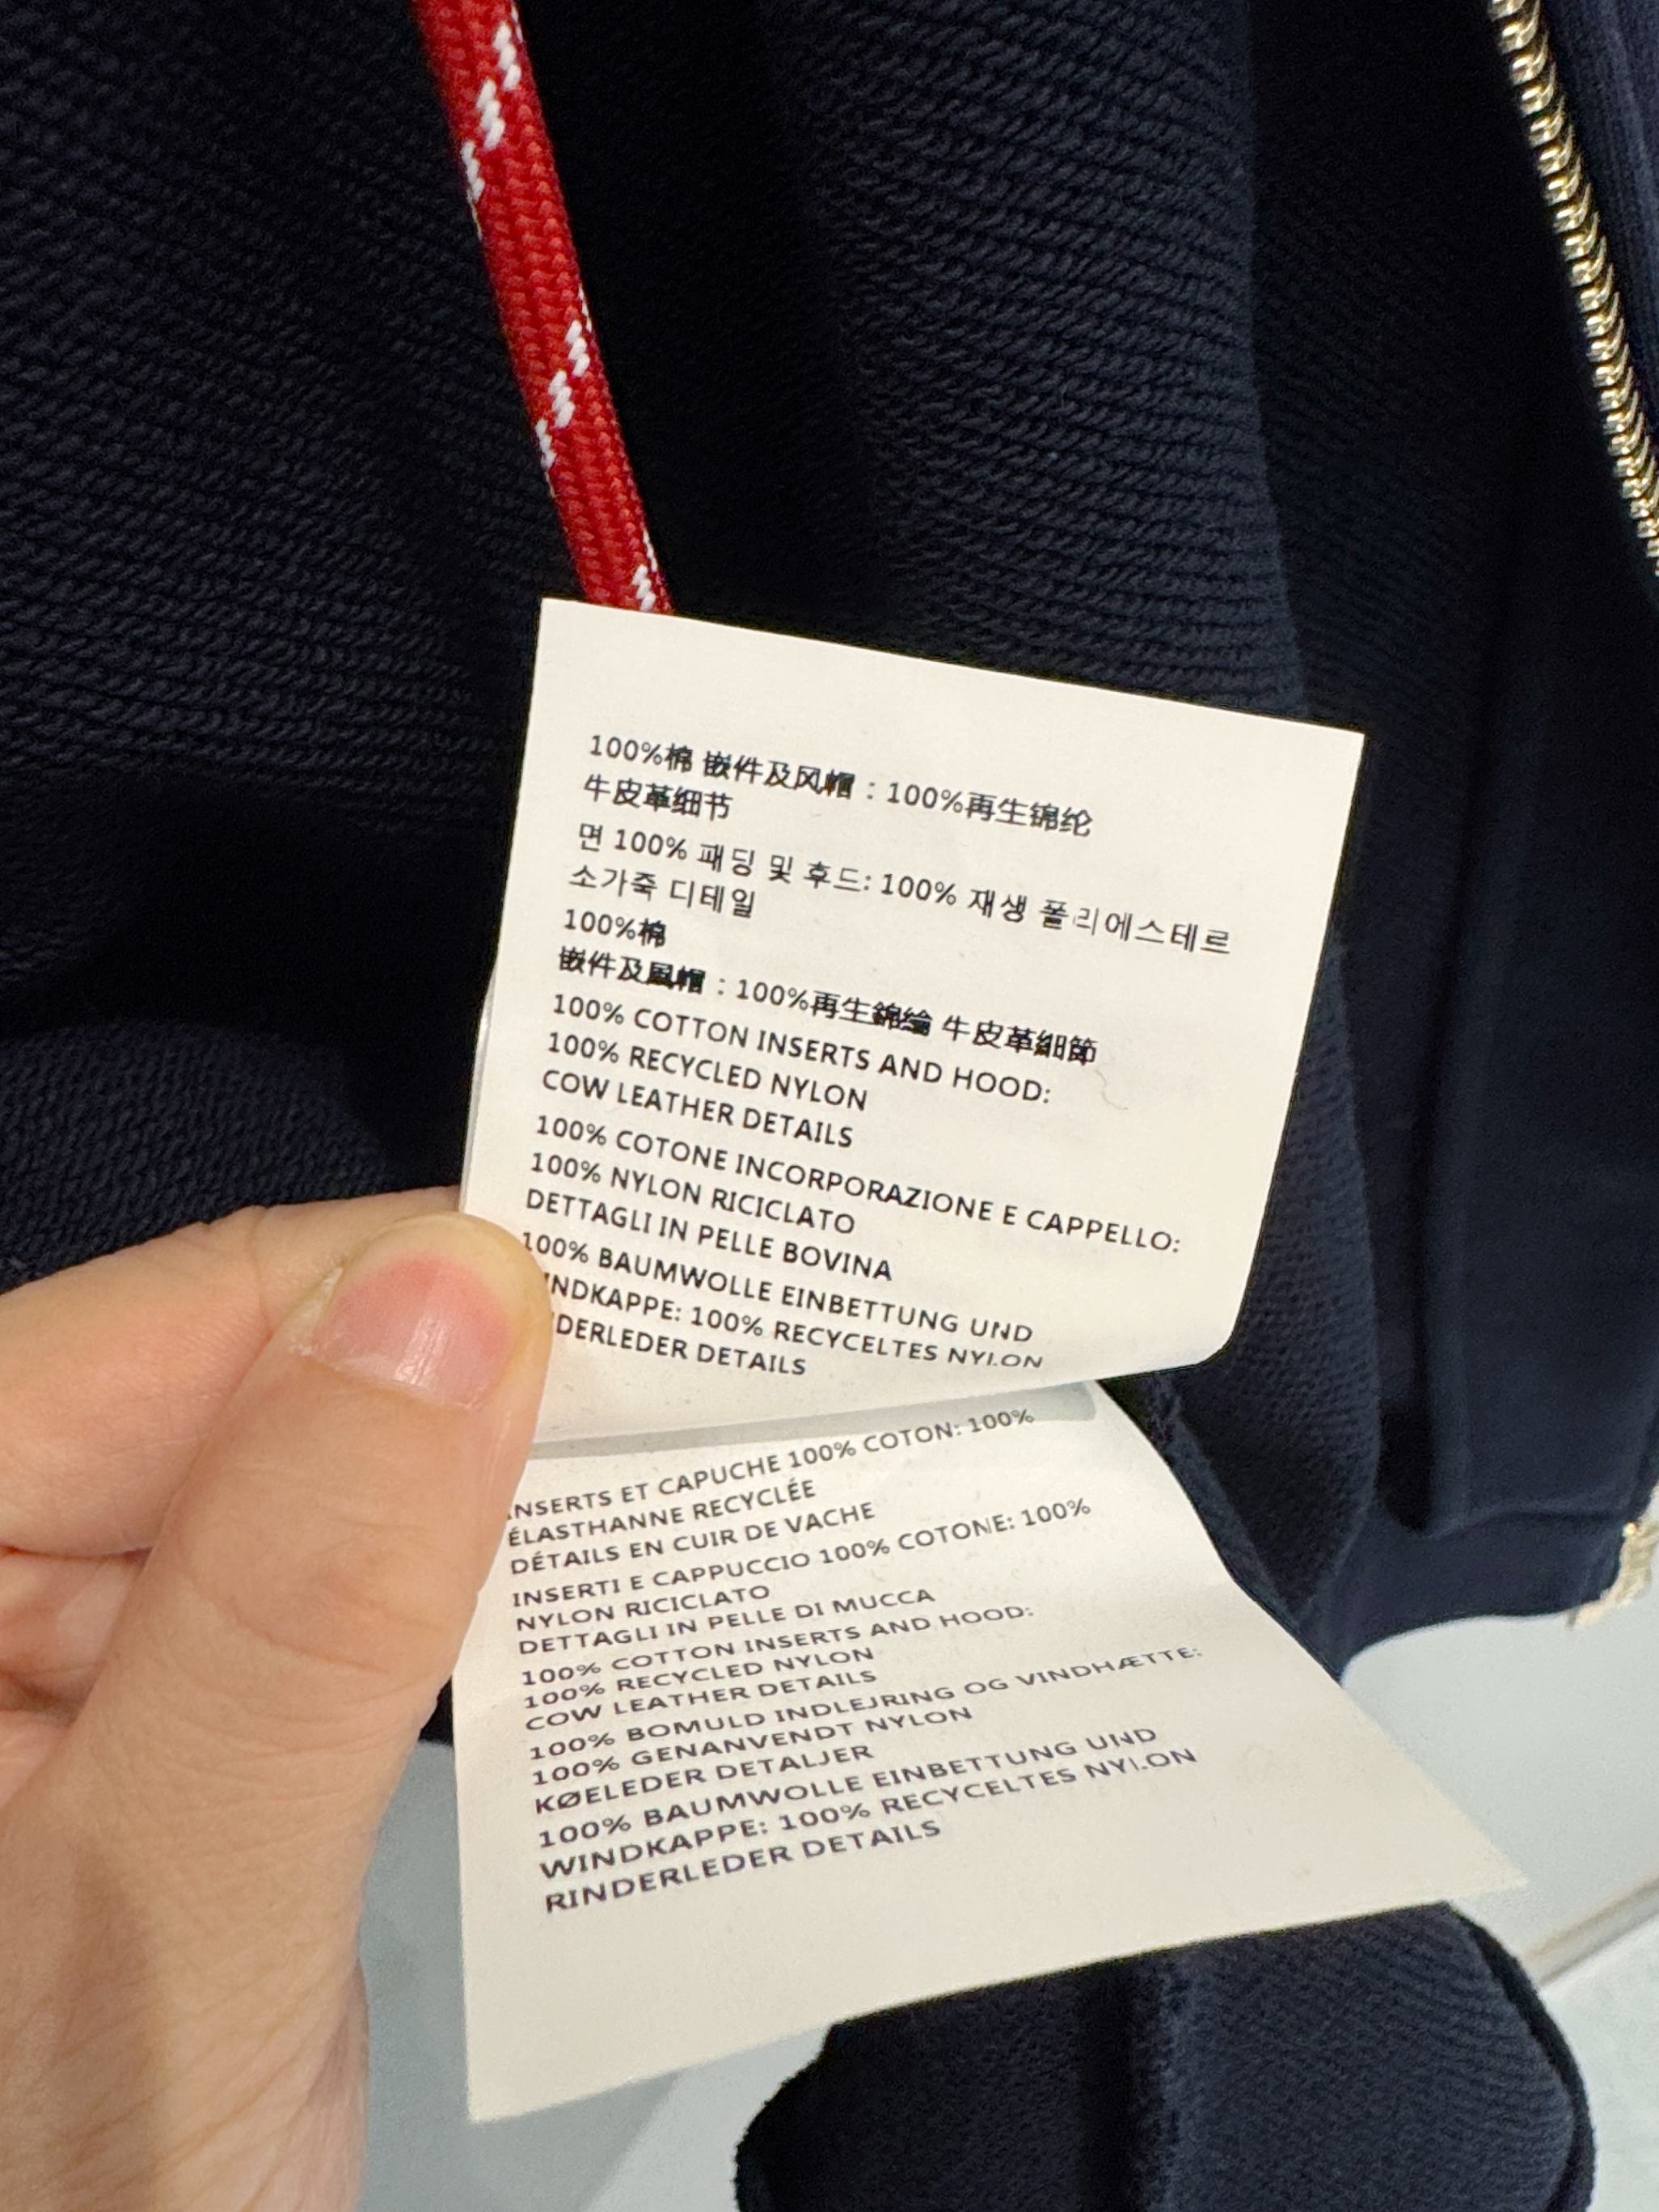 100%棉 嵌件及风帽：100%再生锦纶
牛皮革细节
면 100% 패딩 및 후드: 100% 재생 폴리에스테르
소가죽 디테일
100%棉
嵌件及風帽：100%再生錦綸 牛皮革細節
100% COTTON INSERTS AND HOOD:
100% RECYCLED NYLON
COW LEATHER DETAILS
100% COTONE INCORPORAZIONE E CAPPELLO:
100% NYLON RICICLATO
DETTAGLI IN PELLE BOVINA
100% BAUMWOLLE EINBETTUNG UND
INDKAPPE: 100% RECYCELTES NYLON
DERLEDER DETAILS
INSERTS ET CAPUCHE 100% COTON: 100%
ÉLASTHANNE RECYCLÉE
DÉTAILS EN CUIR DE VACHE
INSERTI E CAPPUCCIO 100% COTONE: 100%
NYLON RICICLATO
DETTAGLI IN PELLE DI MUCCA
100% COTTON INSERTS AND HOOD:
100% RECYCLED NYLON
COW LEATHER DETAILS
100% BOMULD INDLEJRING OG VINDHÆTTE:
100% GENANVENDT NYLON
KØELEDER DETALJER
100% BAUMWOLLE EINBETTUNG UND
WINDKAPPE: 100% RECYCELTES NYLON
RINDERLEDER DETAILS